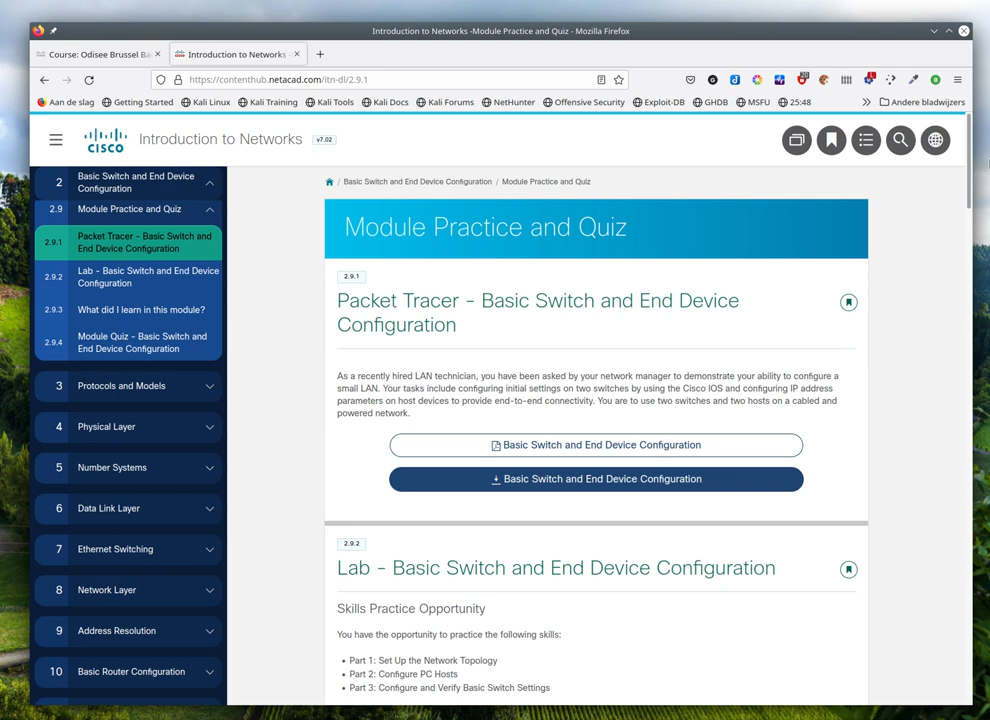 Introduction to Networks -Module Practice and Quiz - Mozilla Firefox
Course: Odisee Brussel Ba
Introduction to Networks -
https://contenthub.netacad.com/itn-dl/2.9.1
Aan de slag
Getting Started
Kali Linux
Kali Training
Kali Tools
Kali Docs
Kali Forums
NetHunter
Offensive Security
Exploit-DB
GHDB
MSFU
25:48
Andere bladwijzers
CISCO
Introduction to Networks
v7.02
2
Basic Switch and End Device
Configuration
2.9
Module Practice and Quiz
2.9.1
Packet Tracer - Basic Switch and
End Device Configuration
2.9.2
Lab - Basic Switch and End Device
Configuration
2.9.3
What did I learn in this module?
2.9.4
Module Quiz - Basic Switch and
End Device Configuration
3
Protocols and Models
4
Physical Layer
5
Number Systems
6
Data Link Layer
7
Ethernet Switching
8
Network Layer
9
Address Resolution
10
Basic Router Configuration
/ Basic Switch and End Device Configuration / Module Practice and Quiz
Module Practice and Quiz
2.9.1
Packet Tracer - Basic Switch and End Device
Configuration
As a recently hired LAN technician, you have been asked by your network manager to demonstrate your ability to configure a
small LAN. Your tasks include configuring initial settings on two switches by using the Cisco IOS and configuring IP address
parameters on host devices to provide end-to-end connectivity. You are to use two switches and two hosts on a cabled and
powered network.
Basic Switch and End Device Configuration
Basic Switch and End Device Configuration
2.9.2
Lab - Basic Switch and End Device Configuration
Skills Practice Opportunity
You have the opportunity to practice the following skills:
• Part 1: Set Up the Network Topology
• Part 2: Configure PC Hosts
• Part 3: Configure and Verify Basic Switch Settings